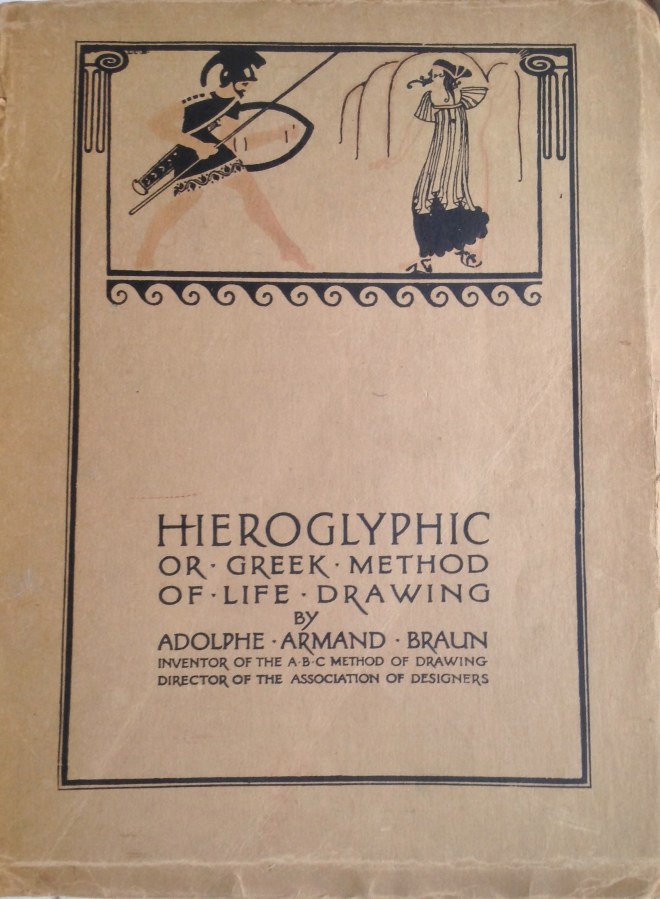 HIEROGLYPHIC
OR · GREEK · METHOD
OF · LIFE · DRAWING
BY
ADOLPHE · ARMAND · BRAUN
INVENTOR OF THE A·B·C METHOD OF DRAWING
DIRECTOR OF THE ASSOCIATION OF DESIGNERS